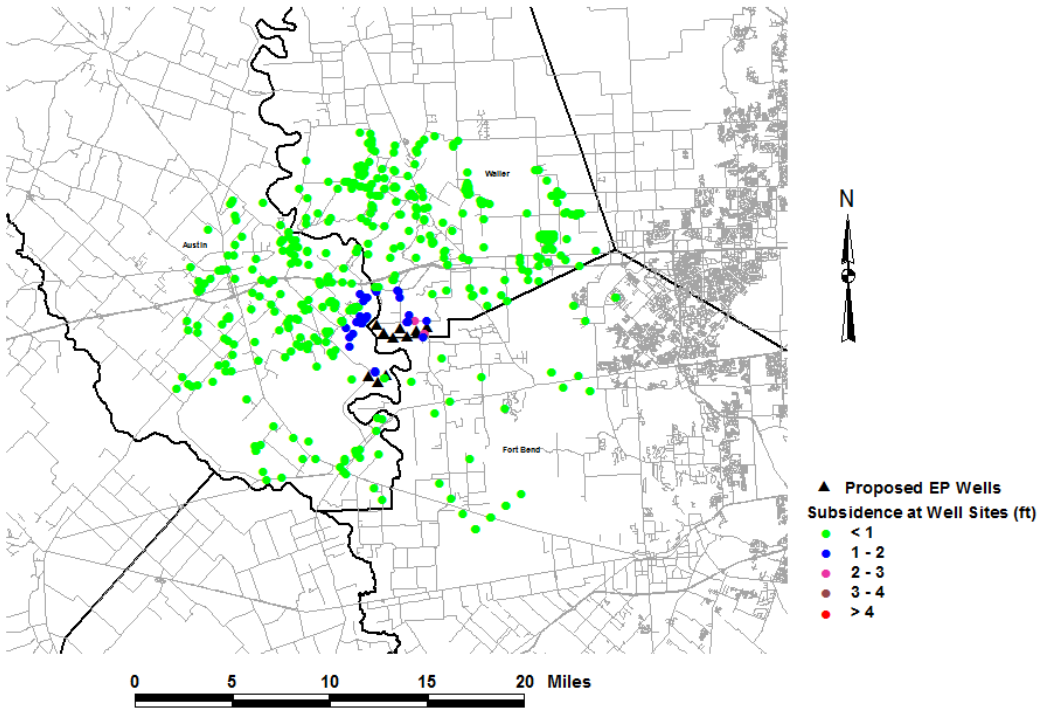 Waller
N
Austin
Fort Bend
Proposed EP Wells
Subsidence at Well Sites (ft)
< 1
1 - 2
2 - 3
3 - 4
> 4
0 5 10 15 20 Miles